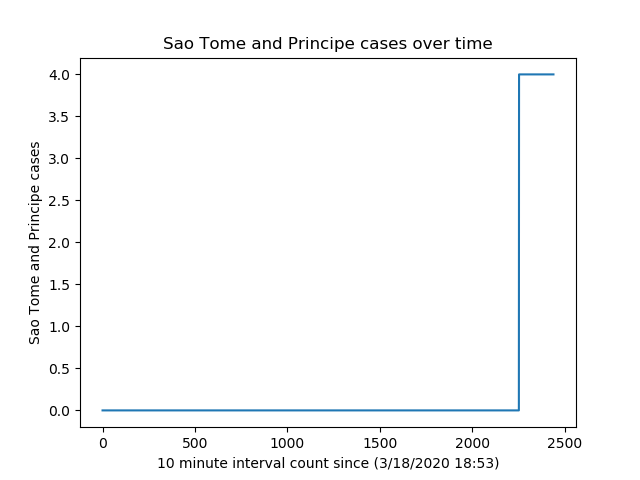 Sao Tome and Principe cases over time
4.0
3.5
3.0
2.5
2.0
1.5
1.0
0.5
0.0
Sao Tome and Principe cases
0 500 1000 1500 2000 2500
10 minute interval count since (3/18/2020 18:53)